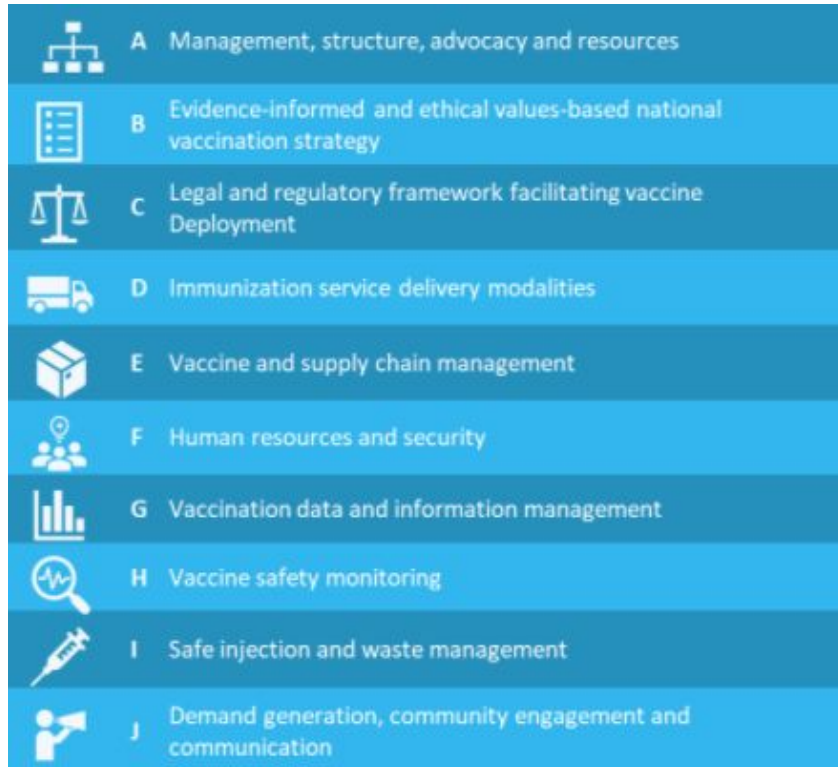 A Management, structure, advocacy and resources
B Evidence-informed and ethical values-based national
vaccination strategy
C Legal and regulatory framework facilitating vaccine
Deployment
D Immunization service delivery modalities
E Vaccine and supply chain management
F Human resources and security
G Vaccination data and information management
H Vaccine safety monitoring
I Safe injection and waste management
J Demand generation, community engagement and
communication